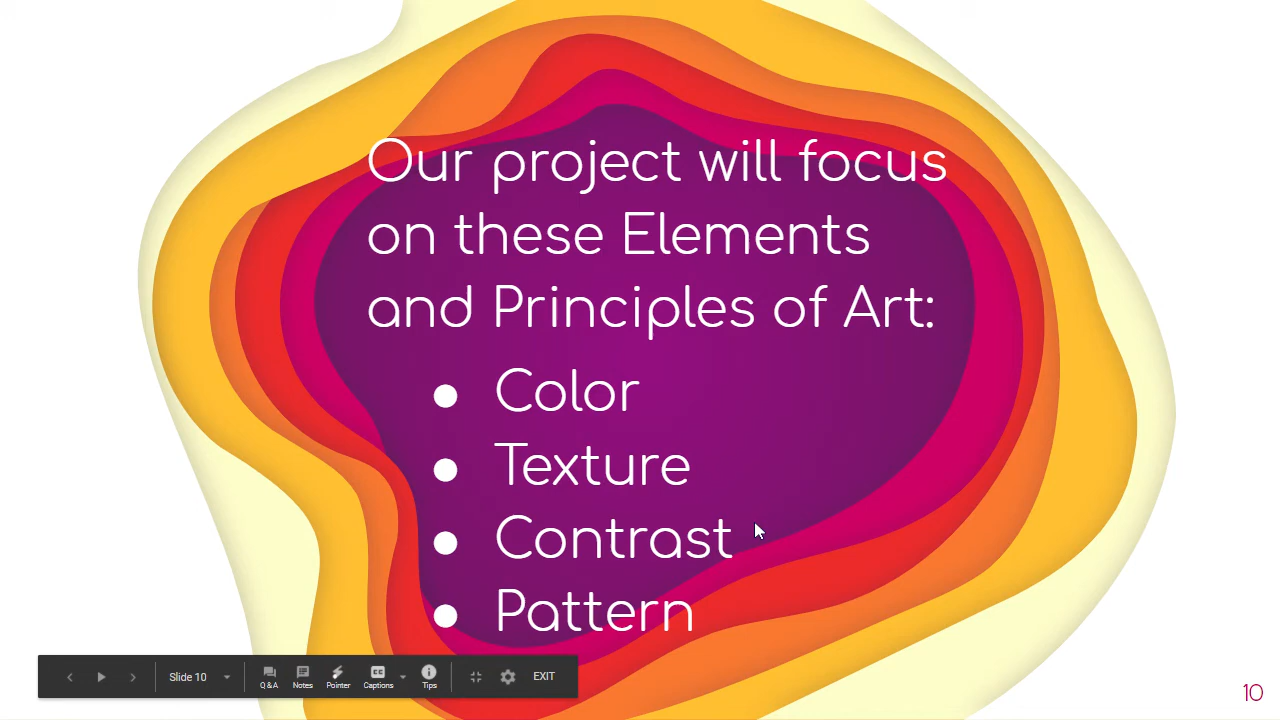 Our project will focus
on these Elements
and Principles of Art:
● Color
● Texture
● Contrast
● Pattern
Slide 10
Q&A Notes Pointer Captions Tips
EXIT
10